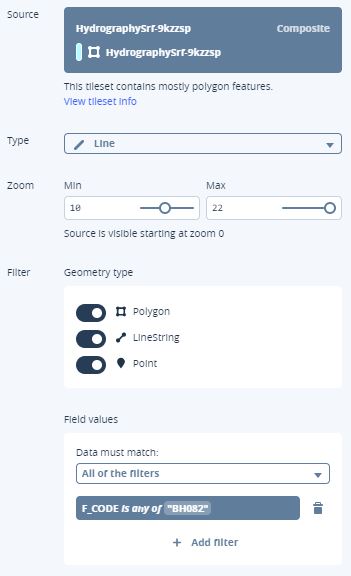 Source
HydrographySrf-9kzzsp Composite
HydrographySrf-9kzzsp
This tileset contains mostly polygon features.
View tileset info
Type Line
Zoom Min Max
10 22
Source is visible starting at zoom 0
Filter Geometry type
Polygon
LineString
Point
Field values
Data must match:
All of the filters
F_CODE is any of "BH082"
+ Add filter